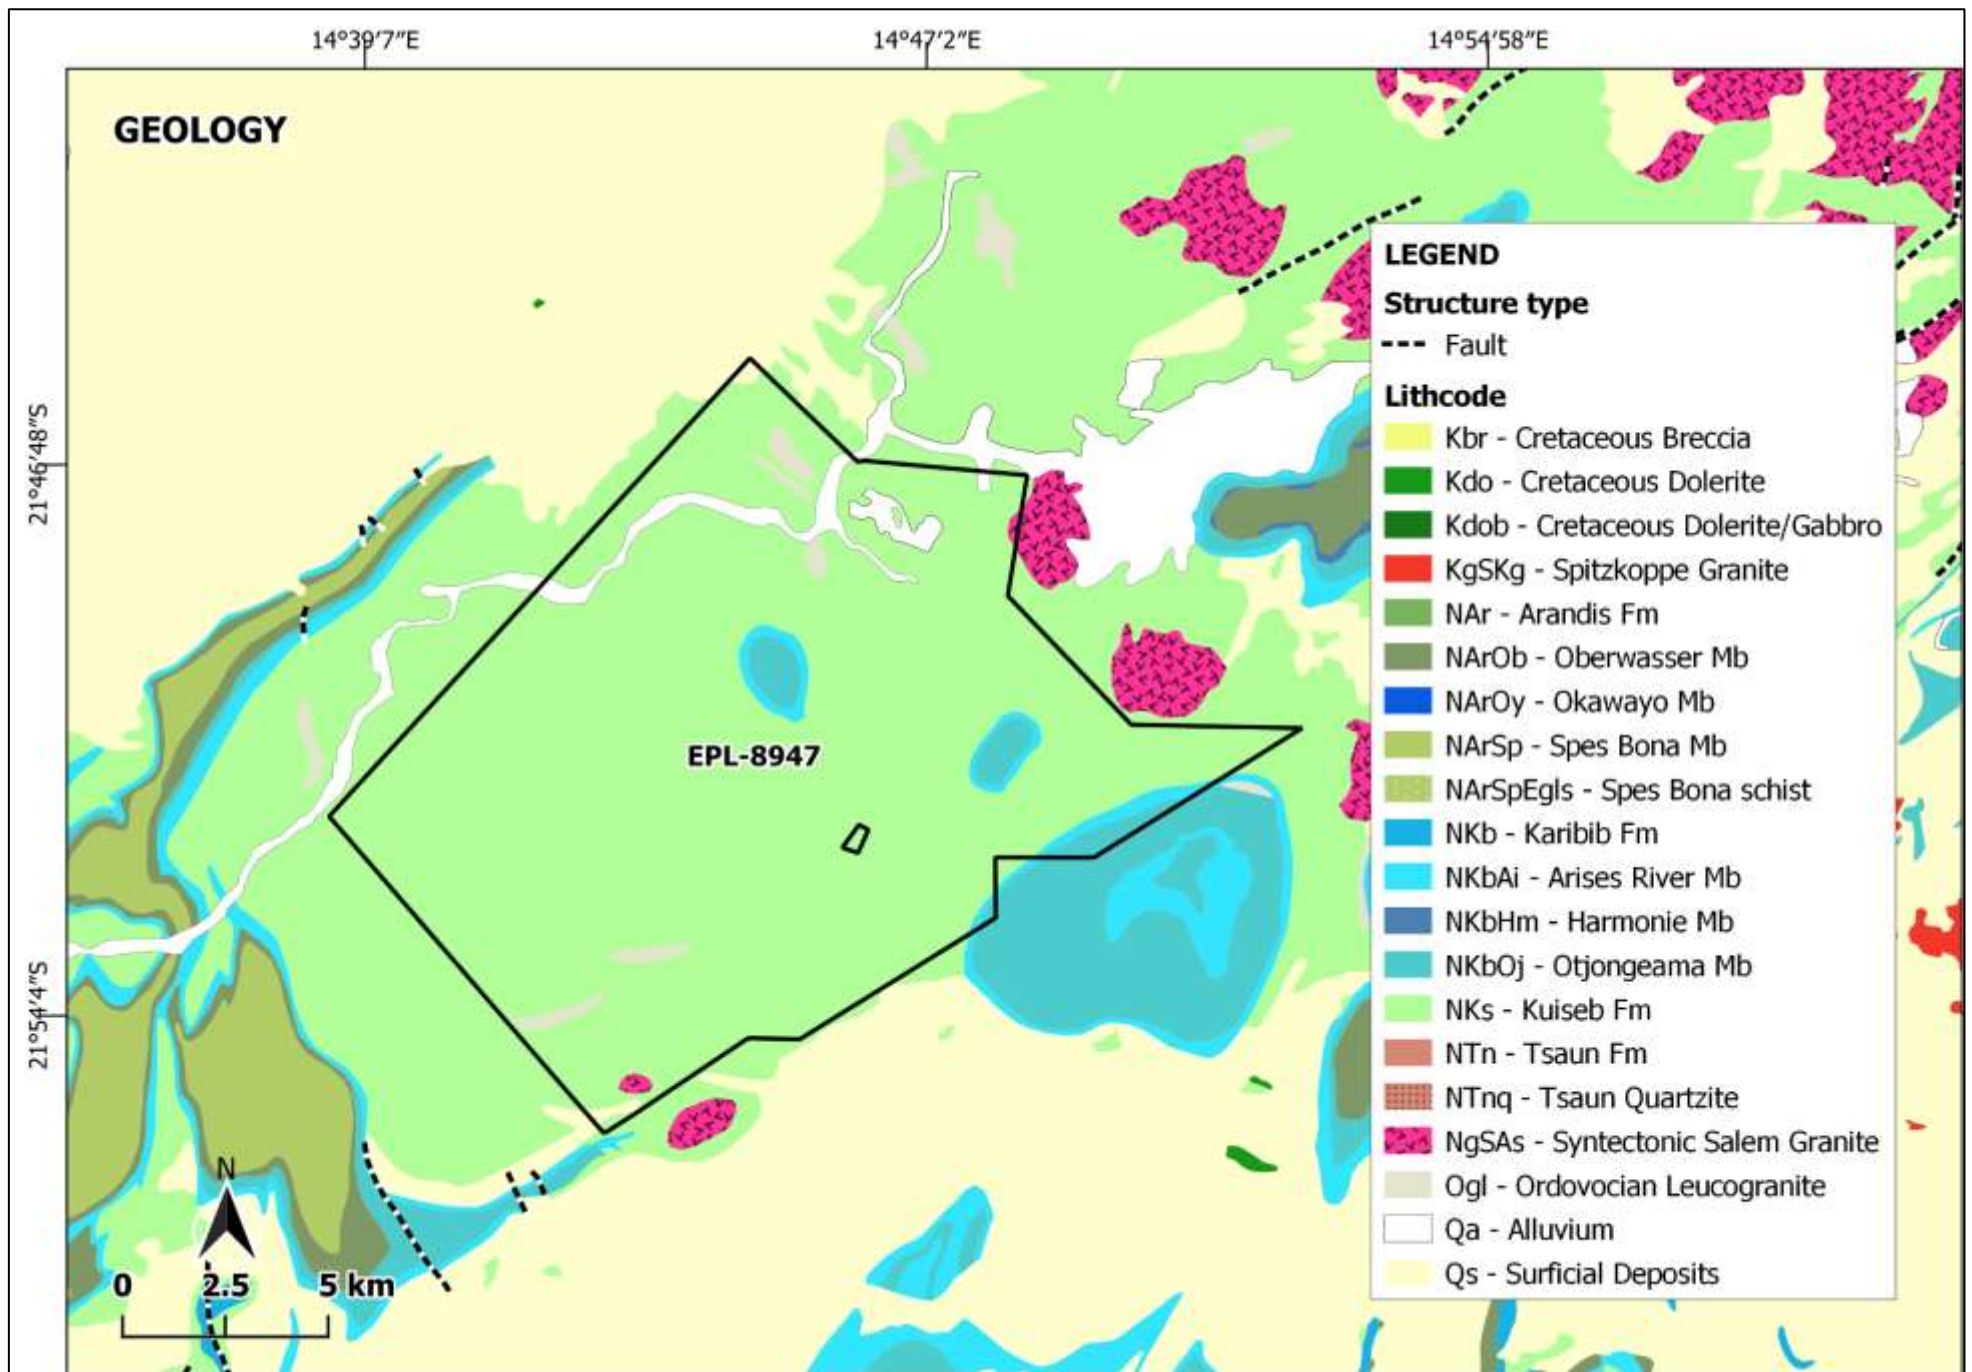 14°39'7"E
14°47'2"E
14°54'58"E
GEOLOGY
21°46'48"S
21°54'4"S
EPL-8947
N
0 2.5 5 km
LEGEND
Structure type
Fault
Lithcode
Kbr - Cretaceous Breccia
Kdo - Cretaceous Dolerite
Kdob - Cretaceous Dolerite/Gabbro
KgSKg - Spitzkoppe Granite
NAr - Arandis Fm
NArOb - Oberwasser Mb
NArOy - Okawayo Mb
NArSp - Spes Bona Mb
NArSpEgls - Spes Bona schist
NKb - Karibib Fm
NKbAi - Arises River Mb
NKbHm - Harmonie Mb
NKbOj - Otjongeama Mb
NKs - Kuiseb Fm
NTn - Tsaun Fm
NTnq - Tsaun Quartzite
NgSAs - Syntectonic Salem Granite
Ogl - Ordovocian Leucogranite
Qa - Alluvium
Qs - Surficial Deposits